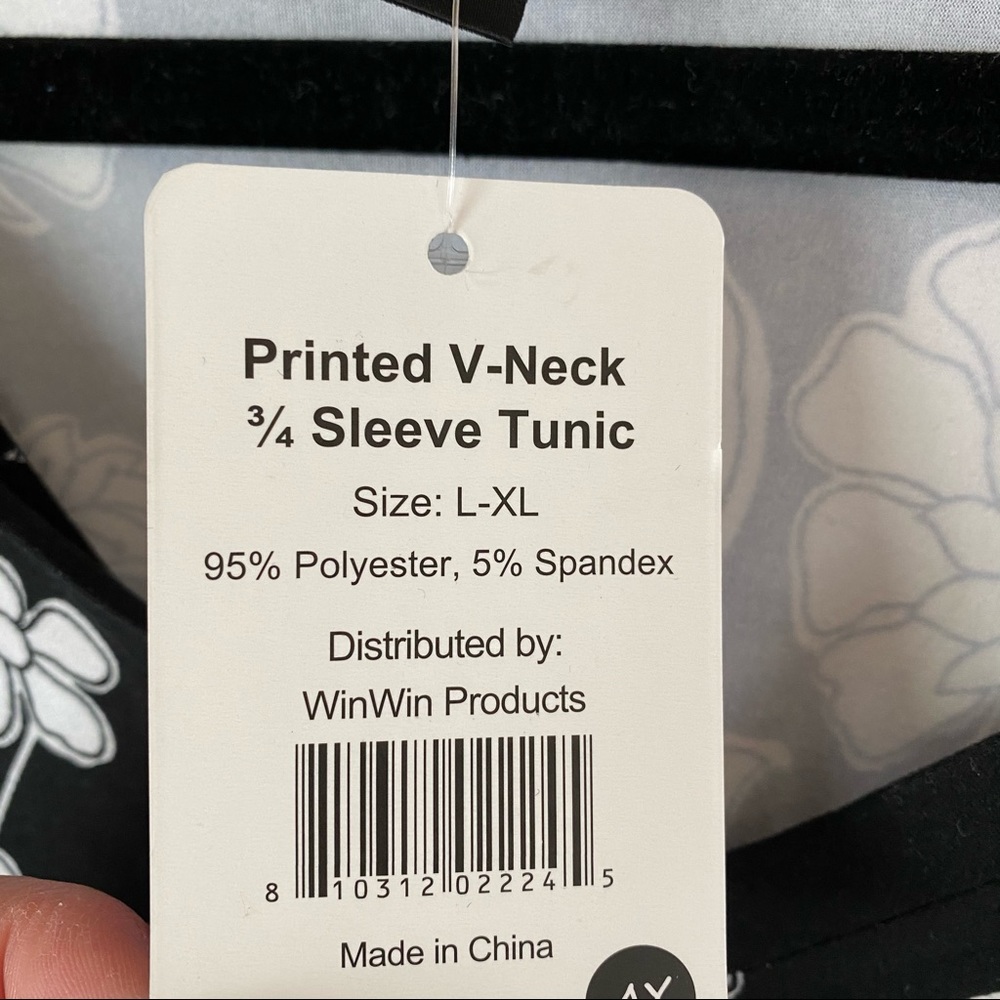 Printed V-Neck
¾ Sleeve Tunic
Size: L-XL
95% Polyester, 5% Spandex
Distributed by:
WinWin Products
8 10312 02224 5
Made in China